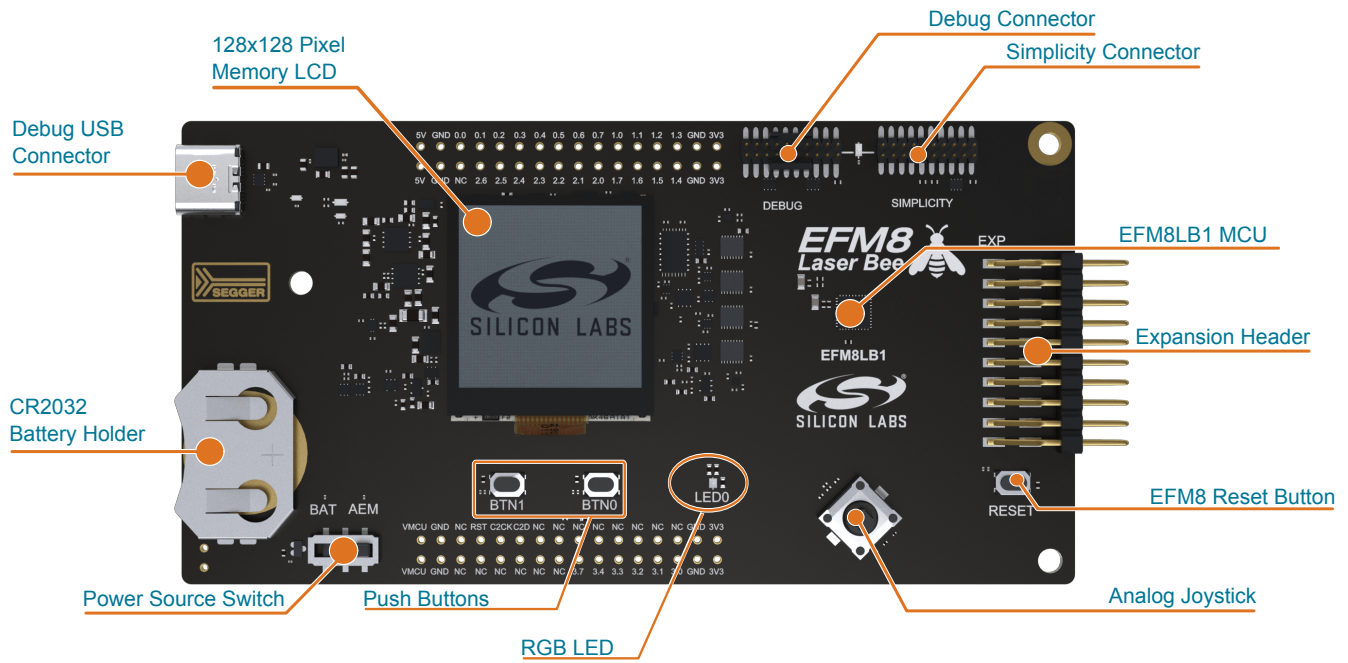 Debug Connector
128x128 Pixel
Memory LCD
Simplicity Connector
Debug USB
Connector
5V GND 0.0 0.1 0.2 0.3 0.4 0.5 0.6 0.7 1.0 1.1 1.2 1.3 GND 3V3
5V GND NC 2.6 2.5 2.4 2.3 2.2 2.1 2.0 1.7 1.6 1.5 1.4 GND 3V3
DEBUG
SIMPLICITY
EFM8
Laser Bee
EXP
EFM8LB1 MCU
SEGGER
SILICON LABS
EFM8LB1
Expansion Header
SILICON LABS
CR2032
Battery Holder
BTN1
BTN0
LED0
RESET
EFM8 Reset Button
BAT AEM
VMCU GND NC RST C2CK C2D NC NC NC NC NC NC NC NC GND 3V3
VMCU GND NC NC NC NC NC NC 3.7 3.4 3.3 3.2 3.1 3.0 GND 3V3
Power Source Switch
Push Buttons
Analog Joystick
RGB LED